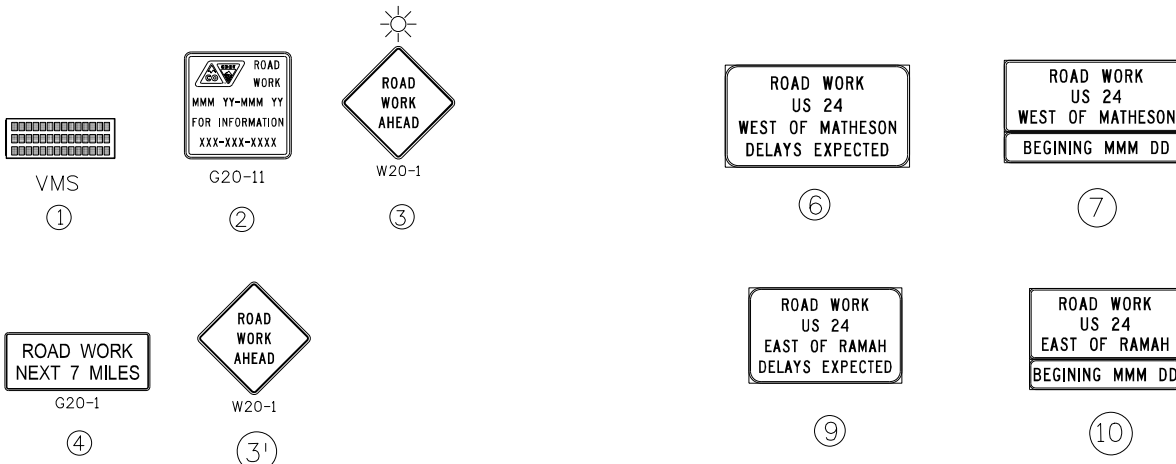 VMS
1
ROAD
WORK
MMM YY-MMM YY
FOR INFORMATION
XXX-XXX-XXXX
G20-11
2
ROAD
WORK
AHEAD
W20-1
3
ROAD WORK
US 24
WEST OF MATHESON
DELAYS EXPECTED
6
ROAD WORK
US 24
WEST OF MATHESON
BEGINING MMM DD
7
ROAD WORK
NEXT 7 MILES
G20-1
4
ROAD
WORK
AHEAD
W20-1
3'
ROAD WORK
US 24
EAST OF RAMAH
DELAYS EXPECTED
9
ROAD WORK
US 24
EAST OF RAMAH
BEGINING MMM DD
10